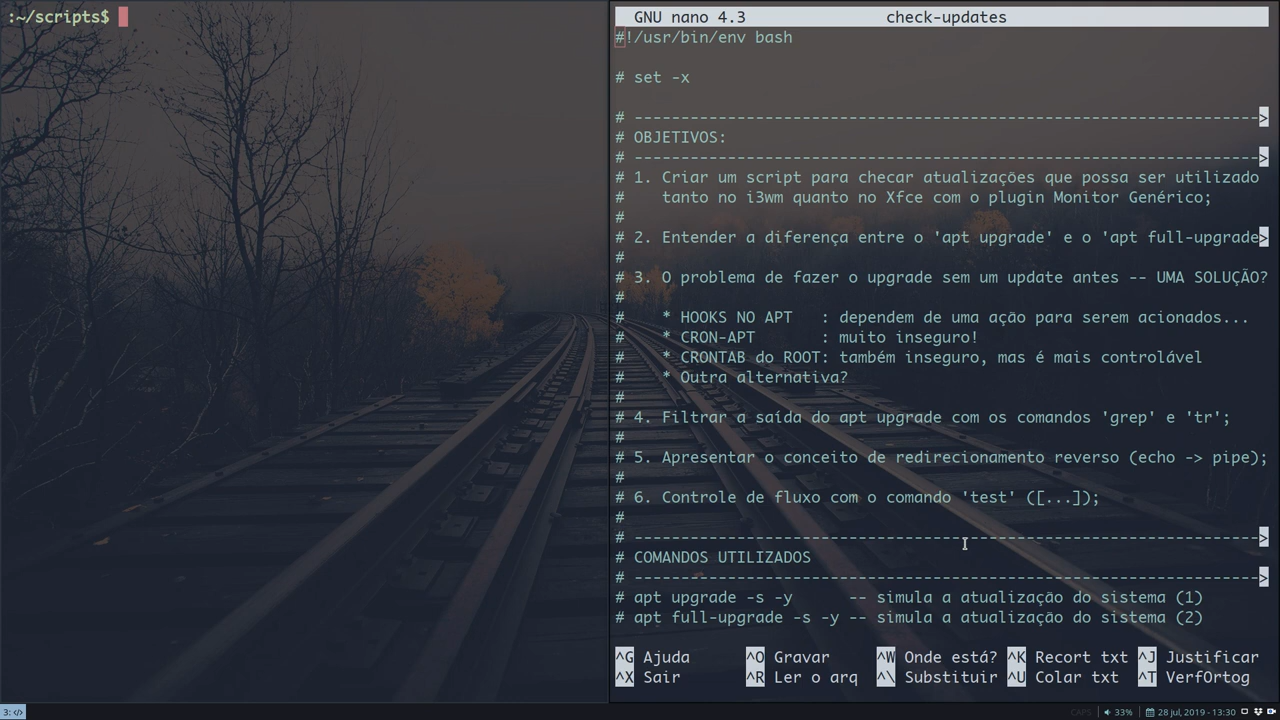 :~/scripts$
GNU nano 4.3 check-updates
#!/usr/bin/env bash
# set -x
# ------------------------------------------------------------------->
# OBJETIVOS:
# ------------------------------------------------------------------->
# 1. Criar um script para checar atualizações que possa ser utilizado
#    tanto no i3wm quanto no Xfce com o plugin Monitor Genérico;
#
# 2. Entender a diferença entre o 'apt upgrade' e o 'apt full-upgrade>
#
# 3. O problema de fazer o upgrade sem um update antes -- UMA SOLUÇÃO?
#
#    * HOOKS NO APT   : dependem de uma ação para serem acionados...
#    * CRON-APT       : muito inseguro!
#    * CRONTAB do ROOT: também inseguro, mas é mais controlável
#    * Outra alternativa?
#
# 4. Filtrar a saída do apt upgrade com os comandos 'grep' e 'tr';
#
# 5. Apresentar o conceito de redirecionamento reverso (echo -> pipe);
#
# 6. Controle de fluxo com o comando 'test' ([...]);
#
# ------------------------------------------------------------------->
# COMANDOS UTILIZADOS
# ------------------------------------------------------------------->
# apt upgrade -s -y      -- simula a atualização do sistema (1)
# apt full-upgrade -s -y -- simula a atualização do sistema (2)
^G Ajuda ^O Gravar ^W Onde está? ^K Recort txt ^J Justificar
^X Sair ^R Ler o arq ^\ Substituir ^U Colar txt ^T VerfOrtog
3: </> CAPS 33% 28 jul, 2019 - 13:30